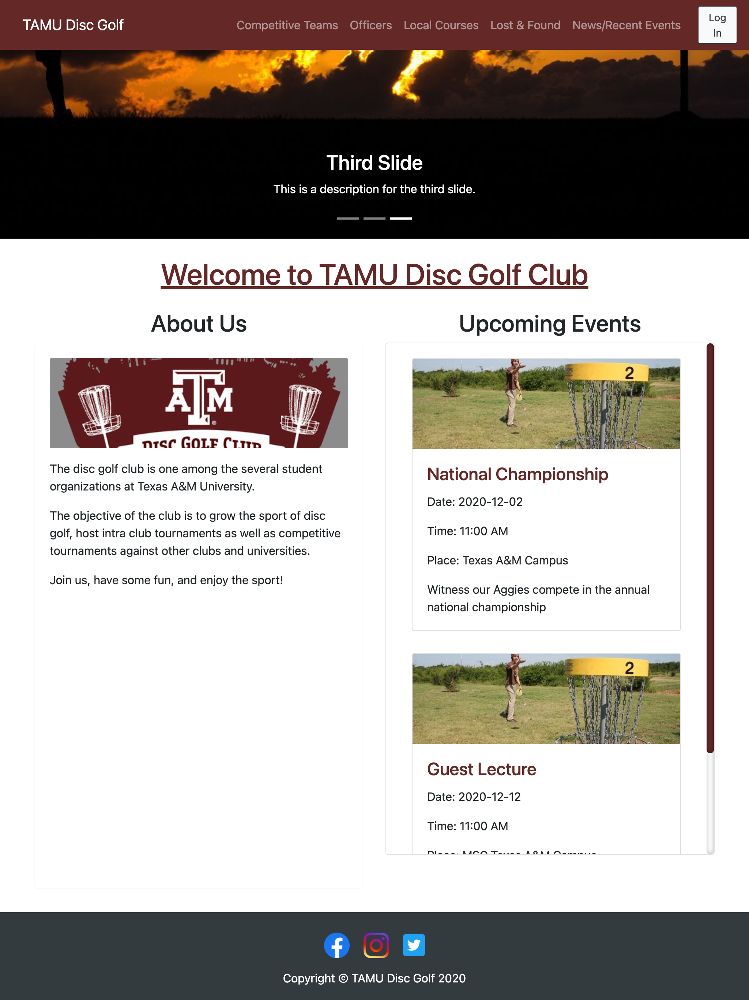 TAMU Disc Golf
Competitive Teams
Officers
Local Courses
Lost & Found
News/Recent Events
Log
In
Third Slide
This is a description for the third slide.
Welcome to TAMU Disc Golf Club
About Us
ATM
®
DISC GOLF CLUB
The disc golf club is one among the several student
organizations at Texas A&M University.
The objective of the club is to grow the sport of disc
golf, host intra club tournaments as well as competitive
tournaments against other clubs and universities.
Join us, have some fun, and enjoy the sport!
Upcoming Events
2
National Championship
Date: 2020-12-02
Time: 11:00 AM
Place: Texas A&M Campus
Witness our Aggies compete in the annual
national championship
2
Guest Lecture
Date: 2020-12-12
Time: 11:00 AM
Place: MSC Texas A&M Campus
Copyright © TAMU Disc Golf 2020